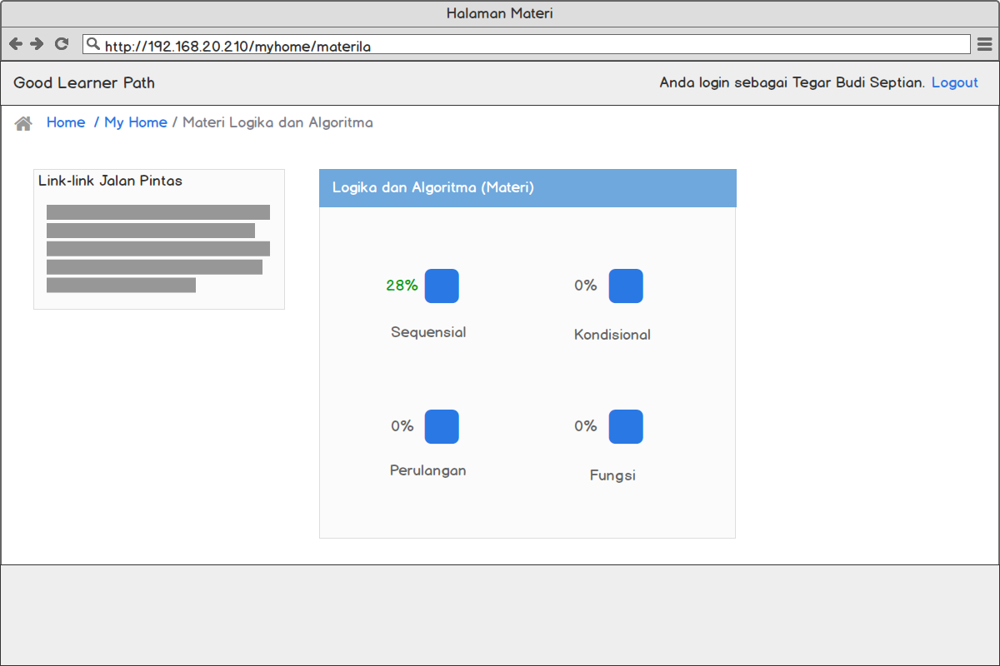 Halaman Materi
http://192.168.20.210/myhome/materila
Good Learner Path
Anda login sebagai Tegar Budi Septian. Logout
Home / My Home / Materi Logika dan Algoritma
Link-link Jalan Pintas
Logika dan Algoritma (Materi)
28%
0%
Sequensial
Kondisional
0%
0%
Perulangan
Fungsi